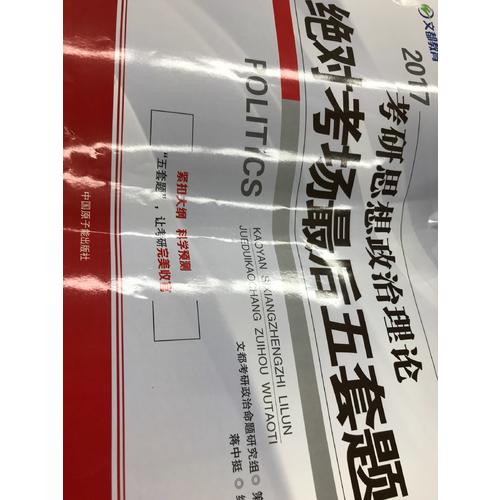 文都教育
2017
考研思想政治理论
绝对考场最后五套题
POLITICS
KAOYAN SIXIANGZHENGZHI LILUN
JUEDUIKAOCHANG ZUIHOU WUTAOTI
文都考研政治命题研究组
蒋中挺
紧扣大纲 科学预测
“五套题”，让考研完美收官
中国原子能出版社